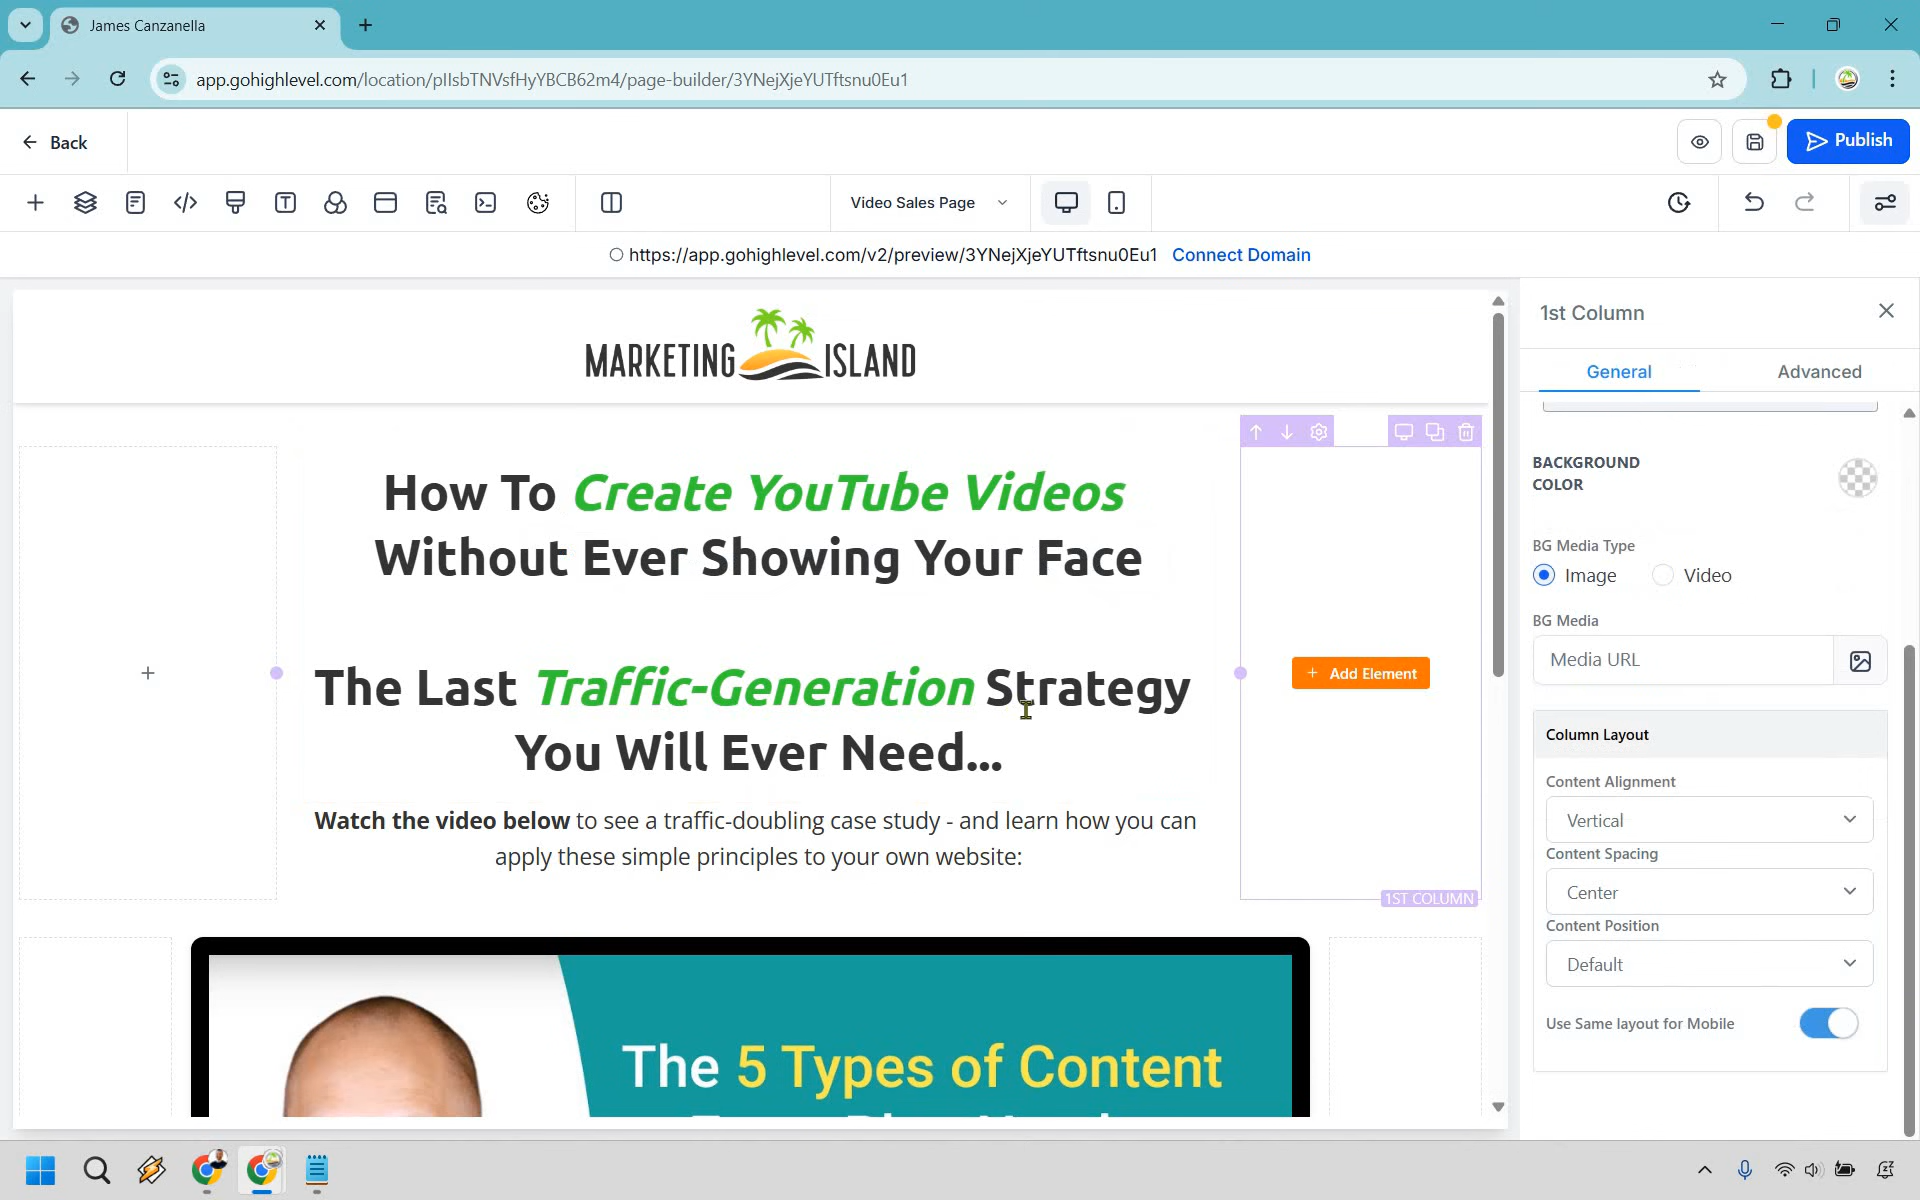 James Canzanella
app.gohighlevel.com/location/pIIsbTNVsfHyYBCB62m4/page-builder/3YNejXjeYUTftsnu0Eu1
Back
Publish
Video Sales Page
https://app.gohighlevel.com/v2/preview/3YNejXjeYUTftsnu0Eu1 Connect Domain
MARKETING ISLAND
How To Create YouTube Videos
Without Ever Showing Your Face
The Last Traffic-Generation Strategy
You Will Ever Need...
Watch the video below to see a traffic-doubling case study - and learn how you can
apply these simple principles to your own website:
+ Add Element
1ST COLUMN
The 5 Types of Content
1st Column
General
Advanced
BACKGROUND
COLOR
BG Media Type
Image
Video
BG Media
Media URL
Column Layout
Content Alignment
Vertical
Content Spacing
Center
Content Position
Default
Use Same layout for Mobile